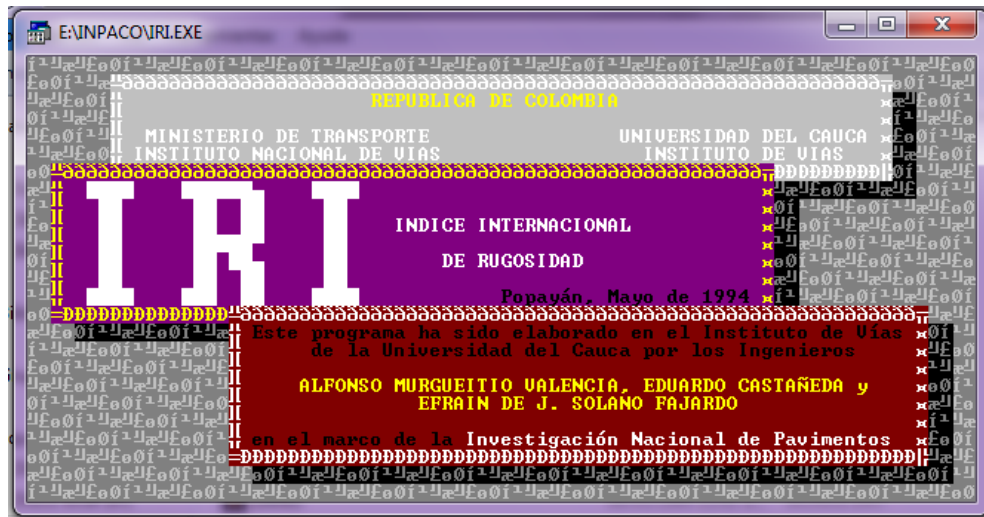 E:\INPACO\IRI.EXE
REPUBLICA DE COLOMBIA
MINISTERIO DE TRANSPORTE UNIVERSIDAD DEL CAUCA
INSTITUTO NACIONAL DE VIAS INSTITUTO DE VIAS
IRI
INDICE INTERNACIONAL
DE RUGOSIDAD
Popayán, Mayo de 1994
Este programa ha sido elaborado en el Instituto de Vías
de la Universidad del Cauca por los Ingenieros
ALFONSO MURGUEITIO VALENCIA, EDUARDO CASTAÑEDA y
EFRAIN DE J. SOLANO FAJARDO
en el marco de la Investigación Nacional de Pavimentos